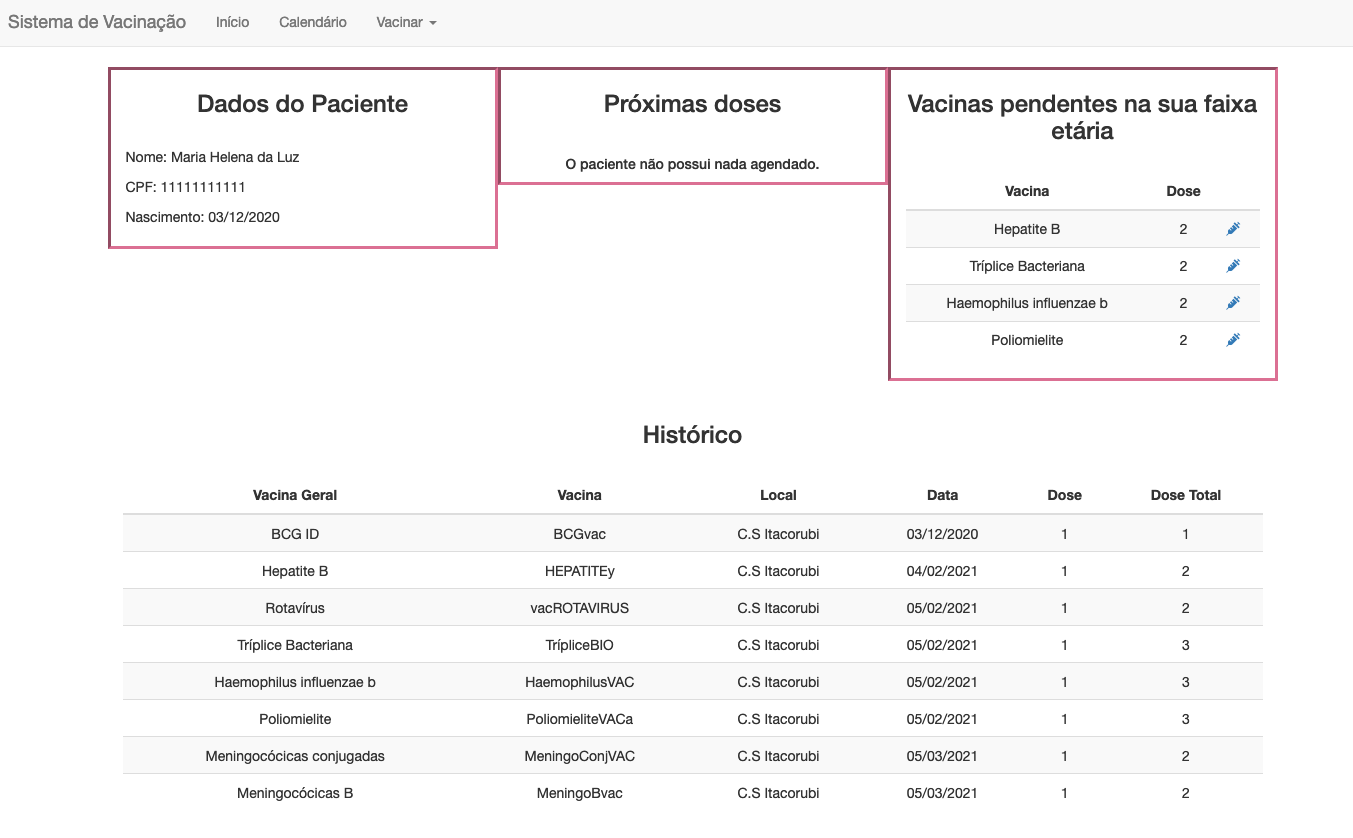 Sistema de Vacinação Início Calendário Vacinar
Dados do Paciente
Nome: Maria Helena da Luz
CPF: 11111111111
Nascimento: 03/12/2020
Próximas doses
O paciente não possui nada agendado.
Vacinas pendentes na sua faixa
etária
Vacina Dose
Hepatite B 2
Tríplice Bacteriana 2
Haemophilus influenzae b 2
Poliomielite 2
Histórico
Vacina Geral Vacina Local Data Dose Dose Total
BCG ID BCGvac C.S Itacorubi 03/12/2020 1 1
Hepatite B HEPATITEy C.S Itacorubi 04/02/2021 1 2
Rotavírus vacROTAVIRUS C.S Itacorubi 05/02/2021 1 2
Tríplice Bacteriana TrípliceBIO C.S Itacorubi 05/02/2021 1 3
Haemophilus influenzae b HaemophilusVAC C.S Itacorubi 05/02/2021 1 3
Poliomielite PoliomieliteVACa C.S Itacorubi 05/02/2021 1 3
Meningocócicas conjugadas MeningoConjVAC C.S Itacorubi 05/03/2021 1 2
Meningocócicas B MeningoBvac C.S Itacorubi 05/03/2021 1 2